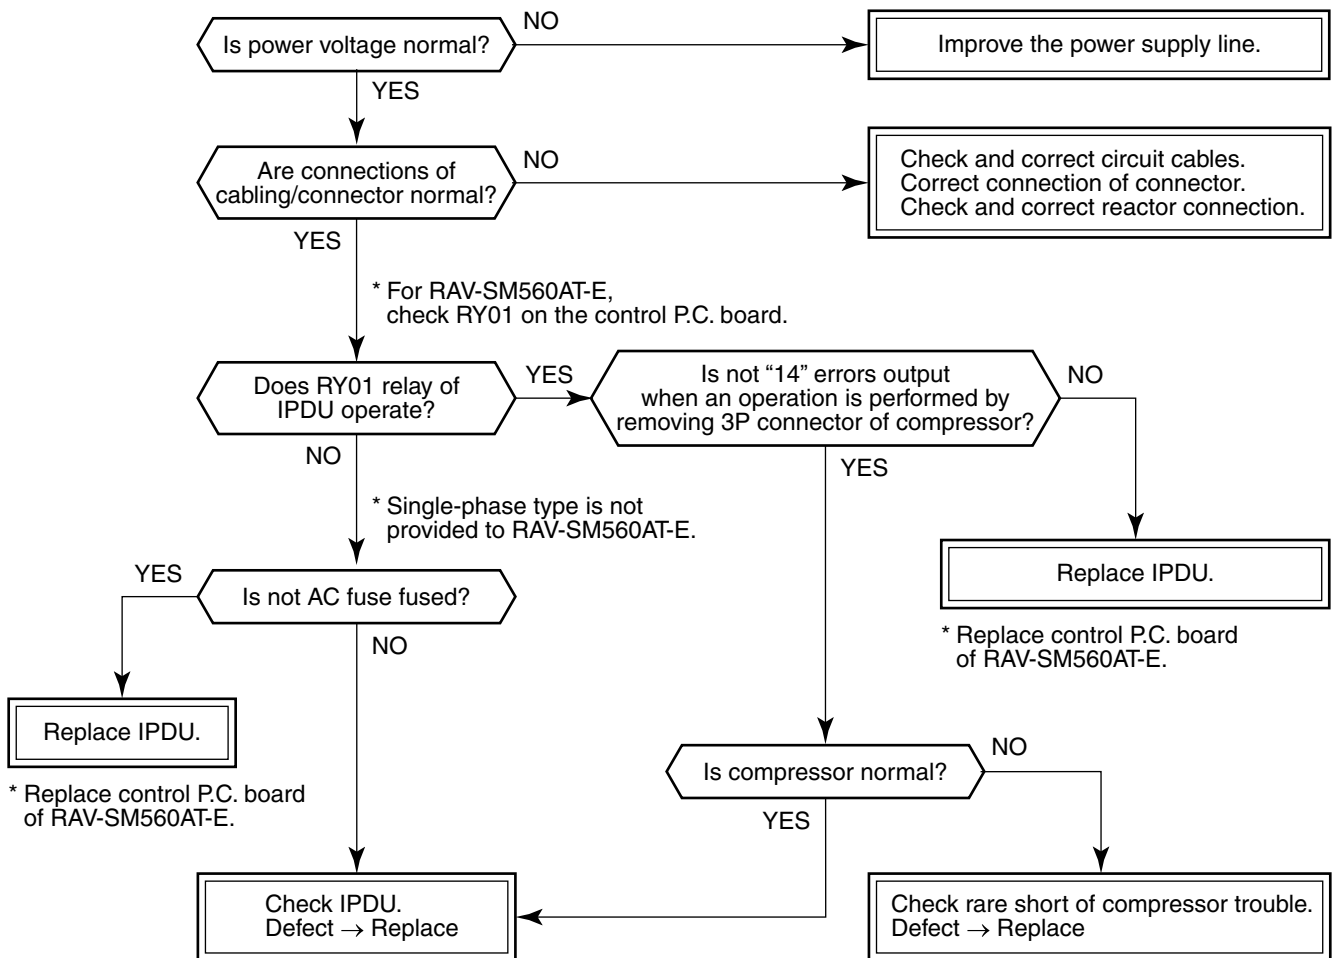 Is power voltage normal?
NO
Improve the power supply line.
YES
Are connections of
cabling/connector normal?
NO
Check and correct circuit cables.
Correct connection of connector.
Check and correct reactor connection.
YES
* For RAV-SM560AT-E,
check RY01 on the control P.C. board.
Does RY01 relay of
IPDU operate?
YES
Is not “14” errors output
when an operation is performed by
removing 3P connector of compressor?
NO
NO
YES
* Single-phase type is not
provided to RAV-SM560AT-E.
Replace IPDU.
* Replace control P.C. board
of RAV-SM560AT-E.
YES
Is not AC fuse fused?
NO
Replace IPDU.
* Replace control P.C. board
of RAV-SM560AT-E.
Is compressor normal?
NO
YES
Check IPDU.
Defect → Replace
Check rare short of compressor trouble.
Defect → Replace